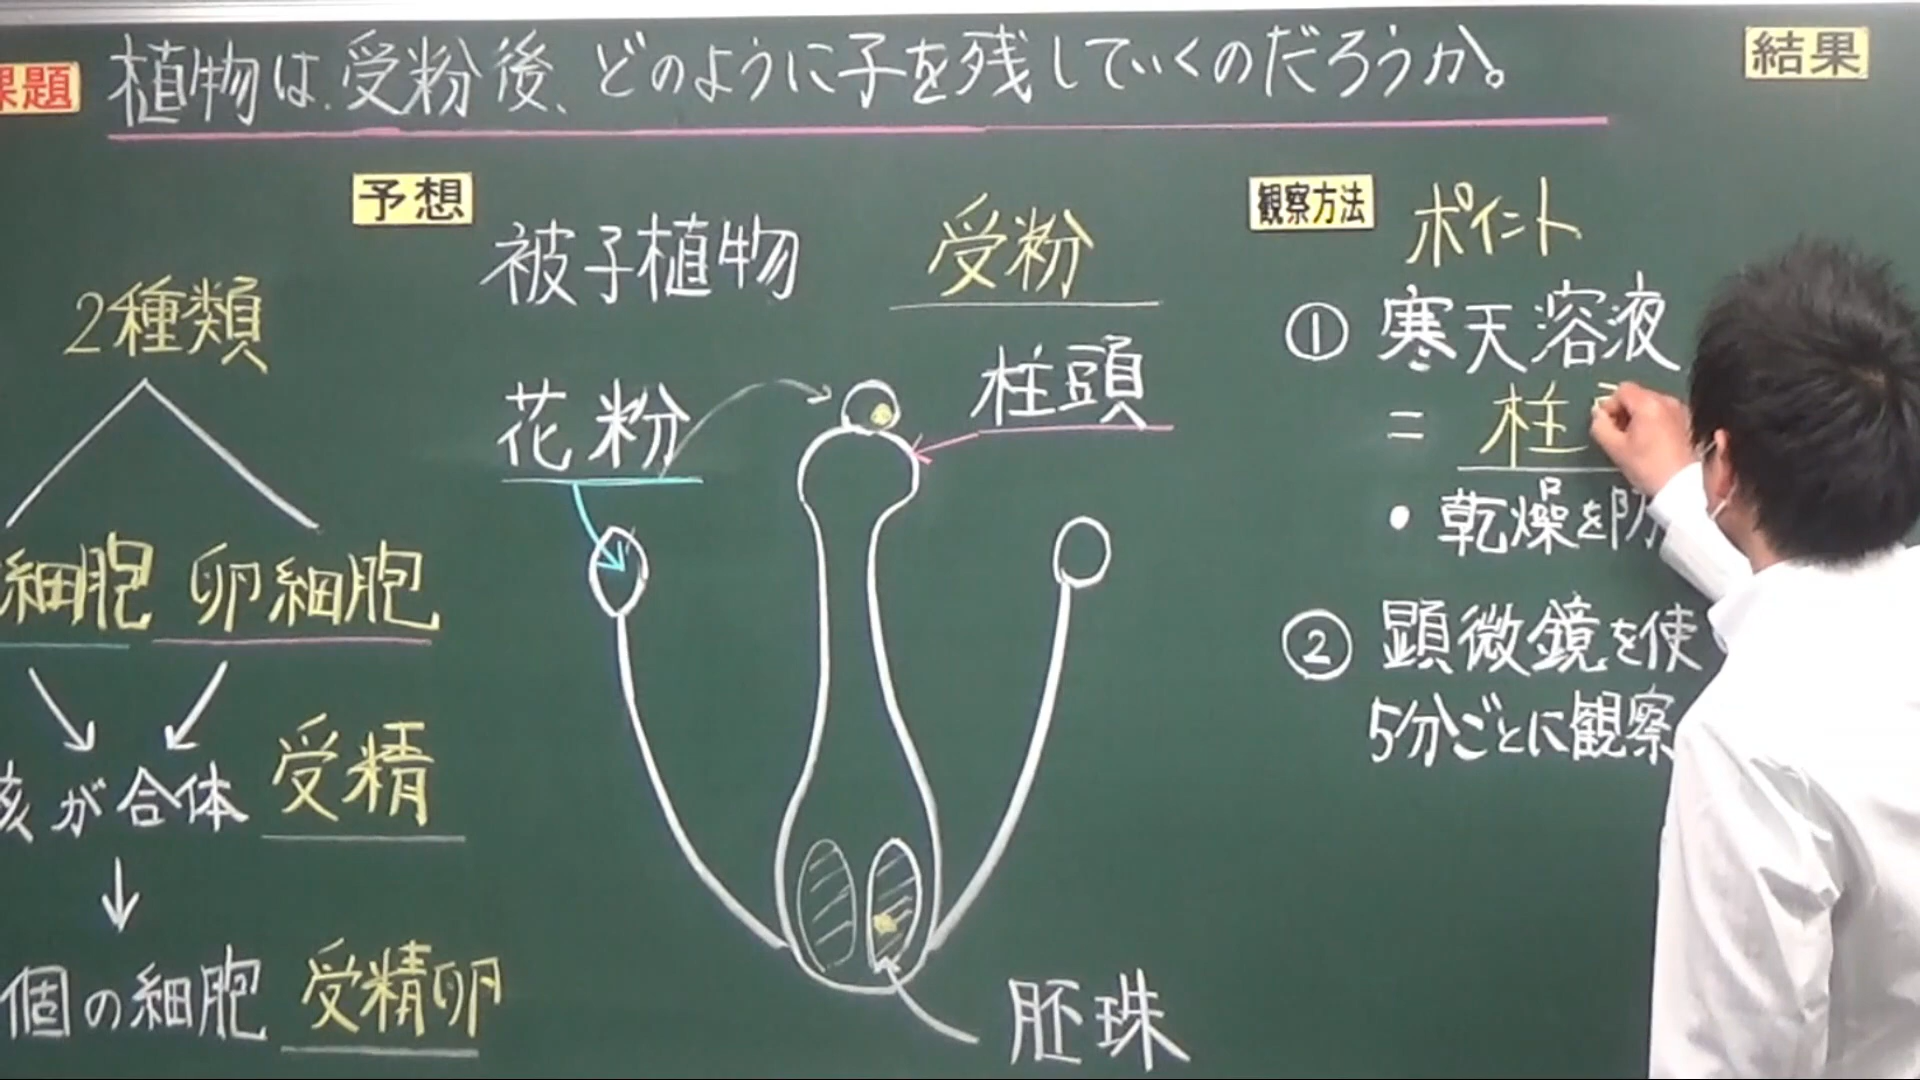 課題 植物は、受粉後、どのように子を残していくのだろうか。
結果
予想
被子植物 受粉
観察方法 ポイント
2種類
① 寒天溶液
花粉
柱頭
= 柱
・乾燥を防
細胞 卵細胞
② 顕微鏡を使
5分ごとに観察
核が合体 受精
個の細胞 受精卵
胚珠